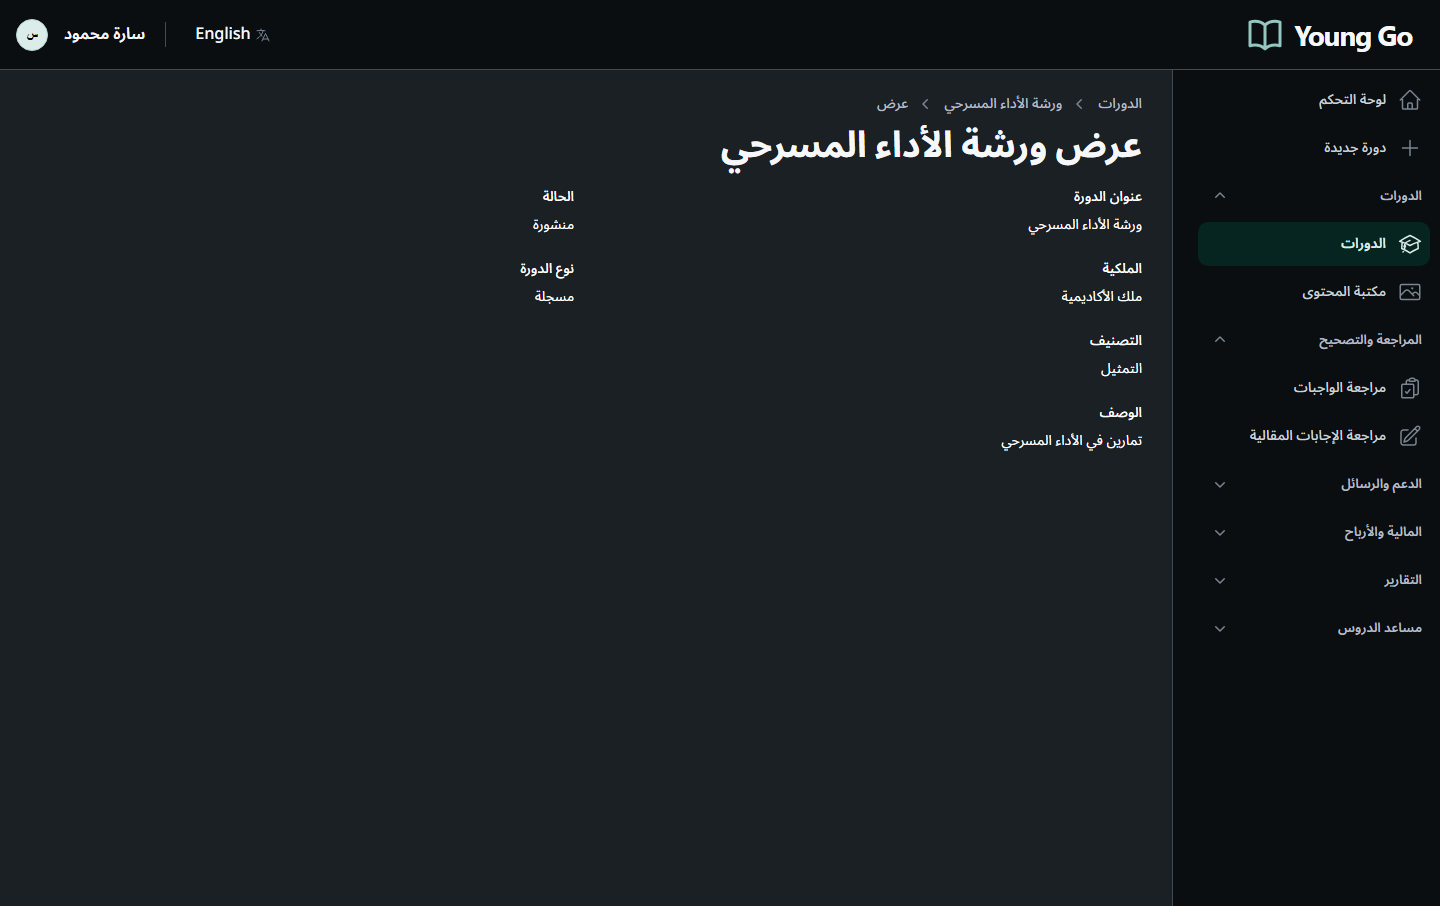 Young Go
English
سارة محمود
س
لوحة التحكم
دورة جديدة
الدورات
الدورات
مكتبة المحتوى
المراجعة والتصحيح
مراجعة الواجبات
مراجعة الإجابات المقالية
الدعم والرسائل
المالية والأرباح
التقارير
مساعد الدروس
الدورات ورشة الأداء المسرحي عرض
عرض ورشة الأداء المسرحي
عنوان الدورة
ورشة الأداء المسرحي
الحالة
منشورة
الملكية
ملك الأكاديمية
نوع الدورة
مسجلة
التصنيف
التمثيل
الوصف
تمارين في الأداء المسرحي